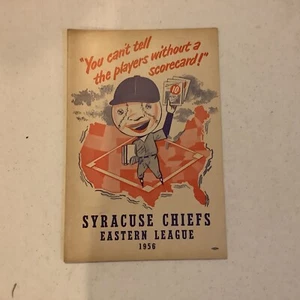 "You can't tell
the players without a
scorecard!"
10
SYRACUSE CHIEFS
EASTERN LEAGUE
1956